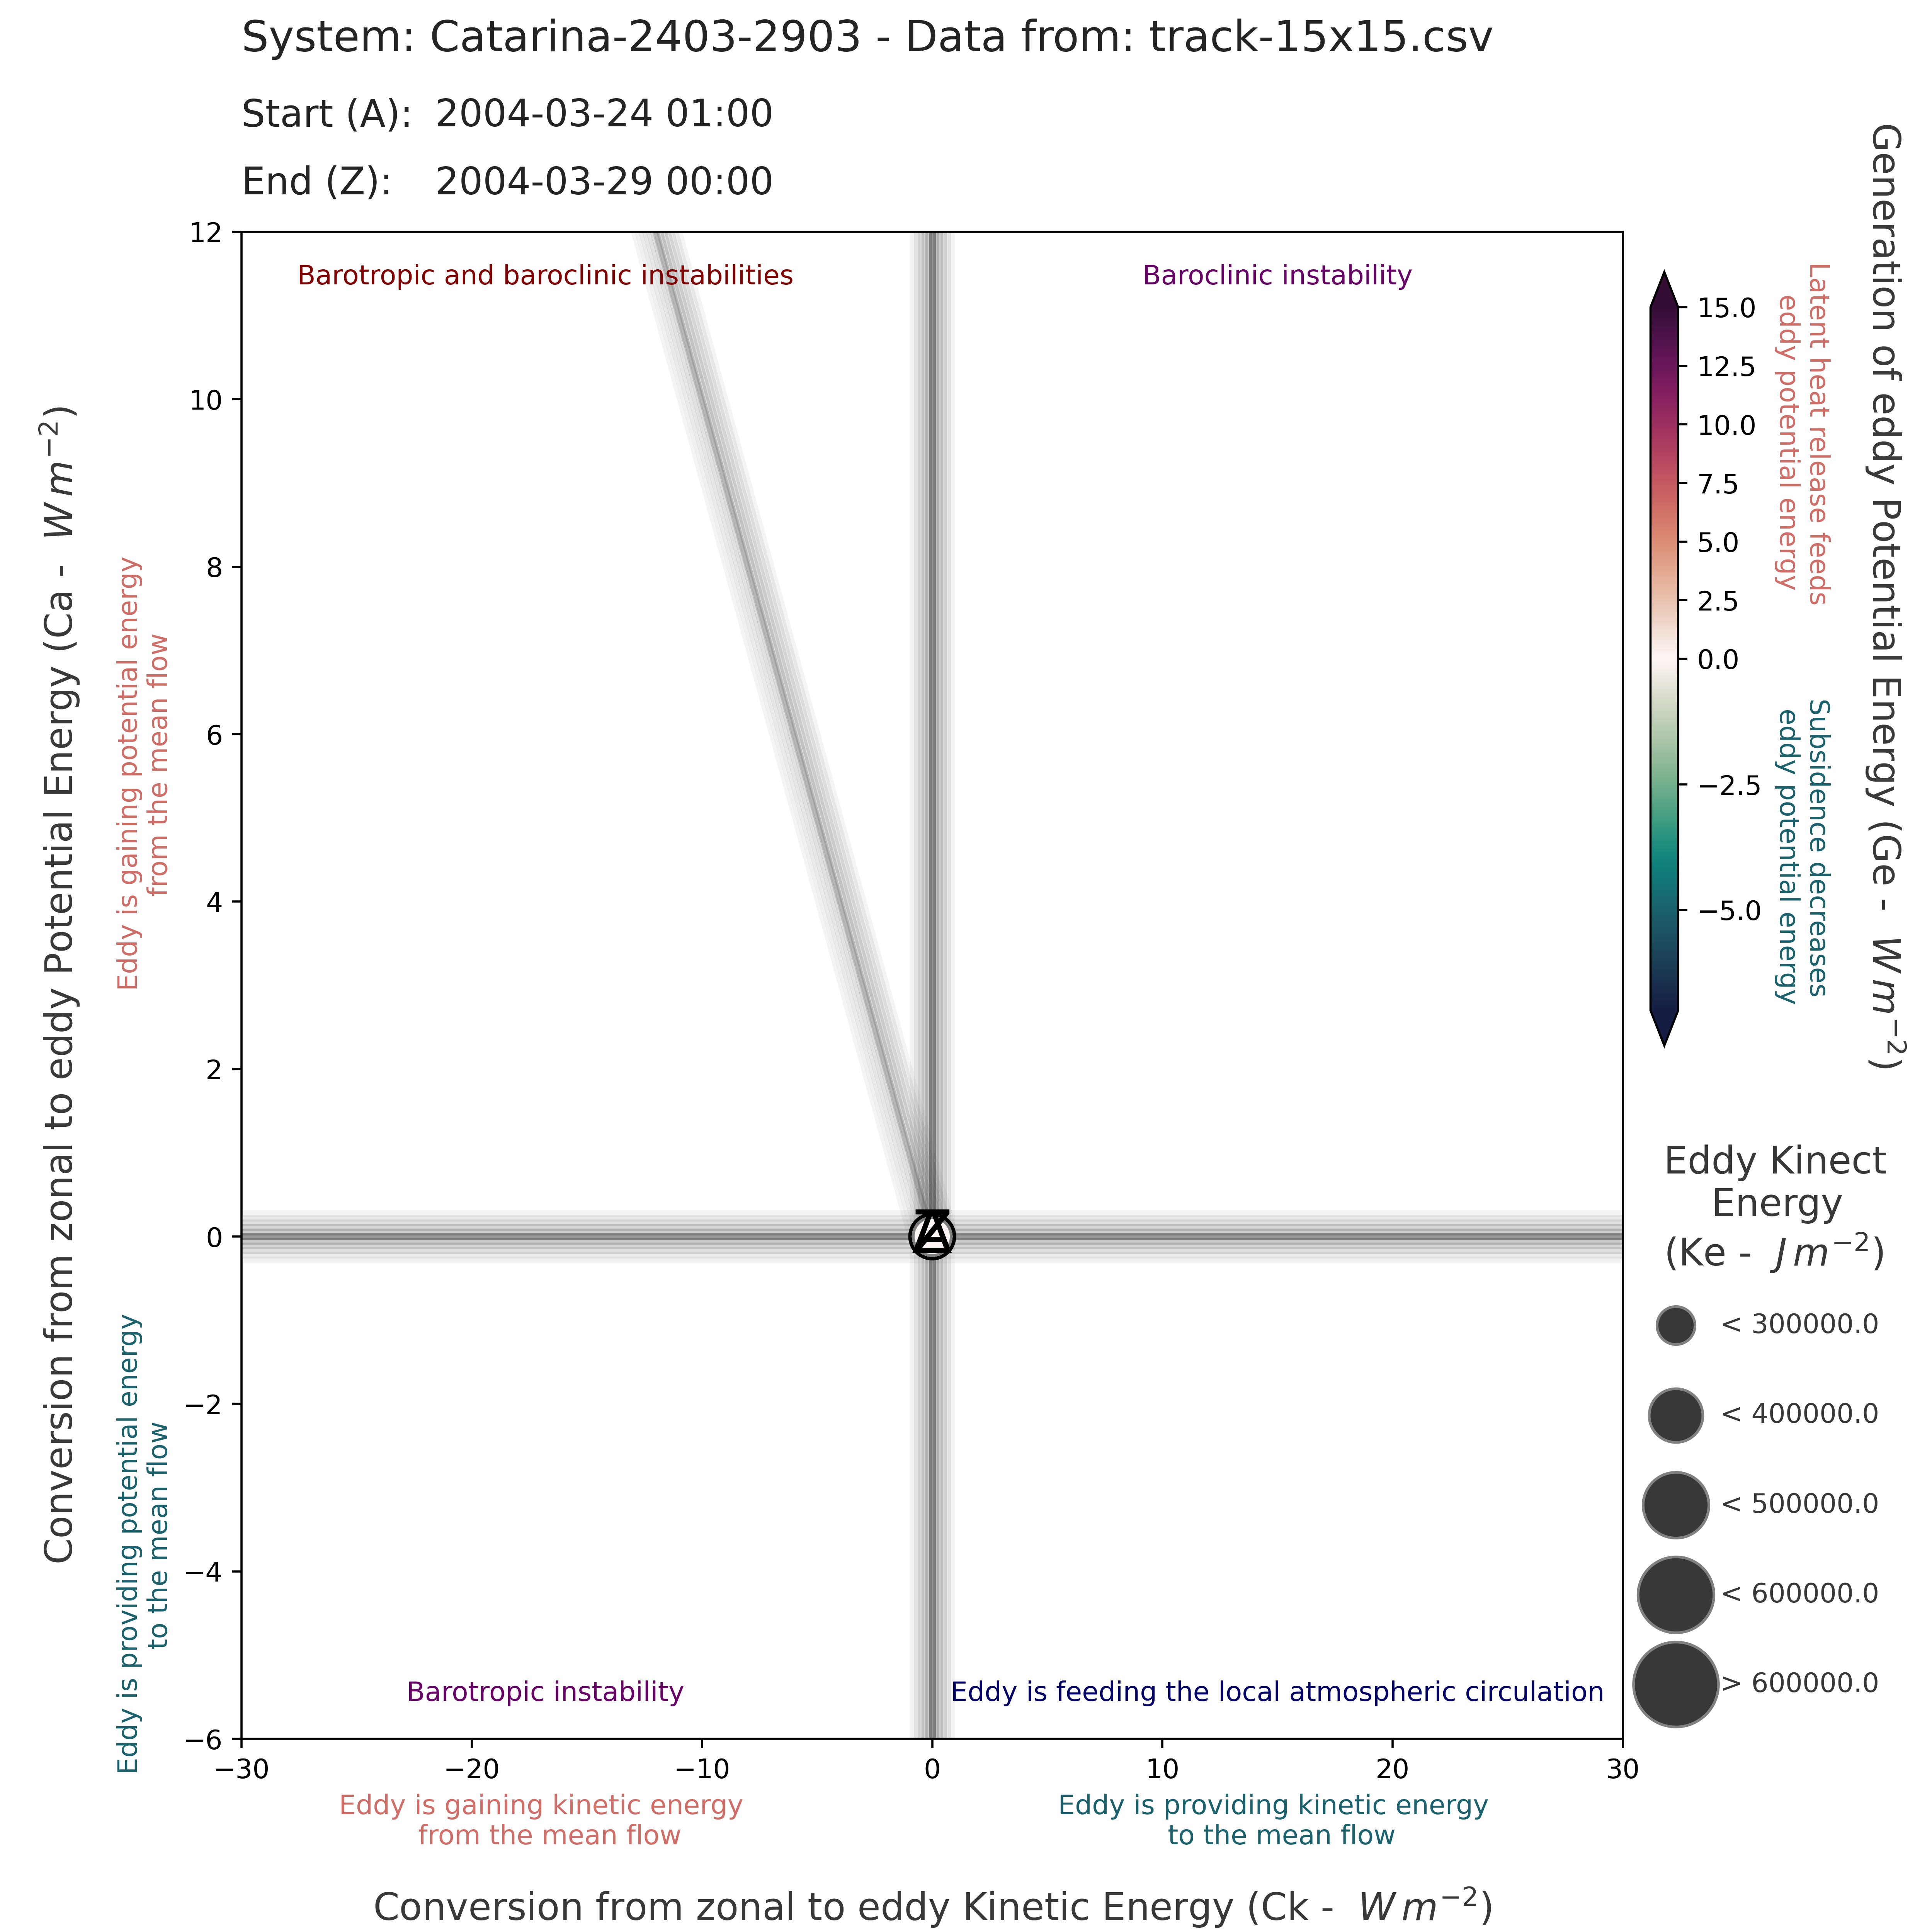 System: Catarina-2403-2903 - Data from: track-15x15.csv
Start (A): 2004-03-24 01:00
End (Z): 2004-03-29 00:00
Conversion from zonal to eddy Potential Energy (Ca - W m⁻²)
Eddy is gaining potential energy
from the mean flow
Eddy is providing potential energy
to the mean flow
12
10
8
6
4
2
0
−2
−4
−6
Barotropic and baroclinic instabilities
Baroclinic instability
A
Z
Barotropic instability
Eddy is feeding the local atmospheric circulation
−30
−20
−10
0
10
20
30
Eddy is gaining kinetic energy
from the mean flow
Eddy is providing kinetic energy
to the mean flow
Conversion from zonal to eddy Kinetic Energy (Ck - W m⁻²)
15.0
12.5
10.0
7.5
5.0
2.5
0.0
−2.5
−5.0
Latent heat release feeds
eddy potential energy
Subsidence decreases
eddy potential energy
Generation of eddy Potential Energy (Ge - W m⁻²)
Eddy Kinect
Energy
(Ke - J m⁻²)
< 300000.0
< 400000.0
< 500000.0
< 600000.0
> 600000.0